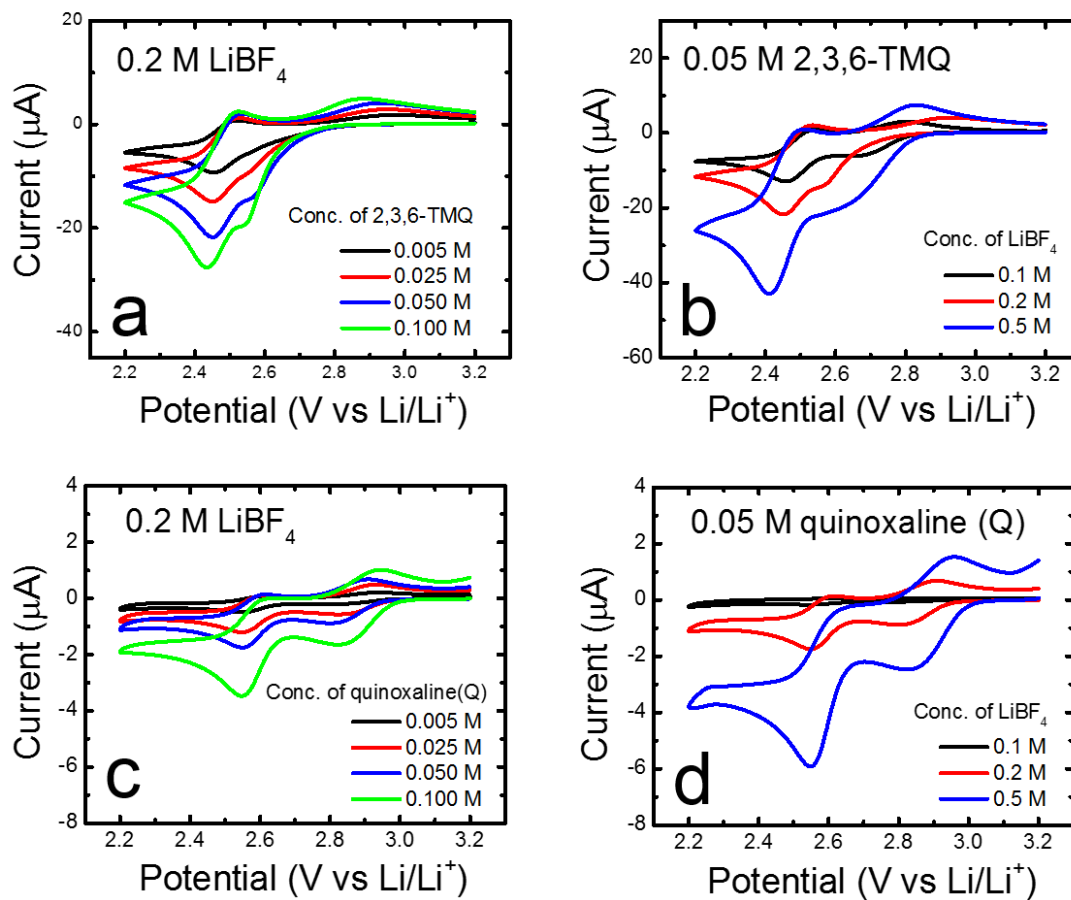 0.2 M LiBF4
20
0
-20
-40
Current (μA)
Conc. of 2,3,6-TMQ
0.005 M
0.025 M
0.050 M
0.100 M
a
2.2 2.4 2.6 2.8 3.0 3.2
Potential (V vs Li/Li+)
0.05 M 2,3,6-TMQ
40
20
0
-20
-40
-60
Current (μA)
Conc. of LiBF4
0.1 M
0.2 M
0.5 M
b
2.2 2.4 2.6 2.8 3.0 3.2
Potential (V vs Li/Li+)
0.2 M LiBF4
4
2
0
-2
-4
-6
-8
Current (μA)
Conc. of quinoxaline(Q)
0.005 M
0.025 M
0.050 M
0.100 M
c
2.2 2.4 2.6 2.8 3.0 3.2
Potential (V vs Li/Li+)
0.05 M quinoxaline (Q)
4
2
0
-2
-4
-6
-8
Current (μA)
Conc. of LiBF4
0.1 M
0.2 M
0.5 M
d
2.2 2.4 2.6 2.8 3.0 3.2
Potential (V vs Li/Li+)